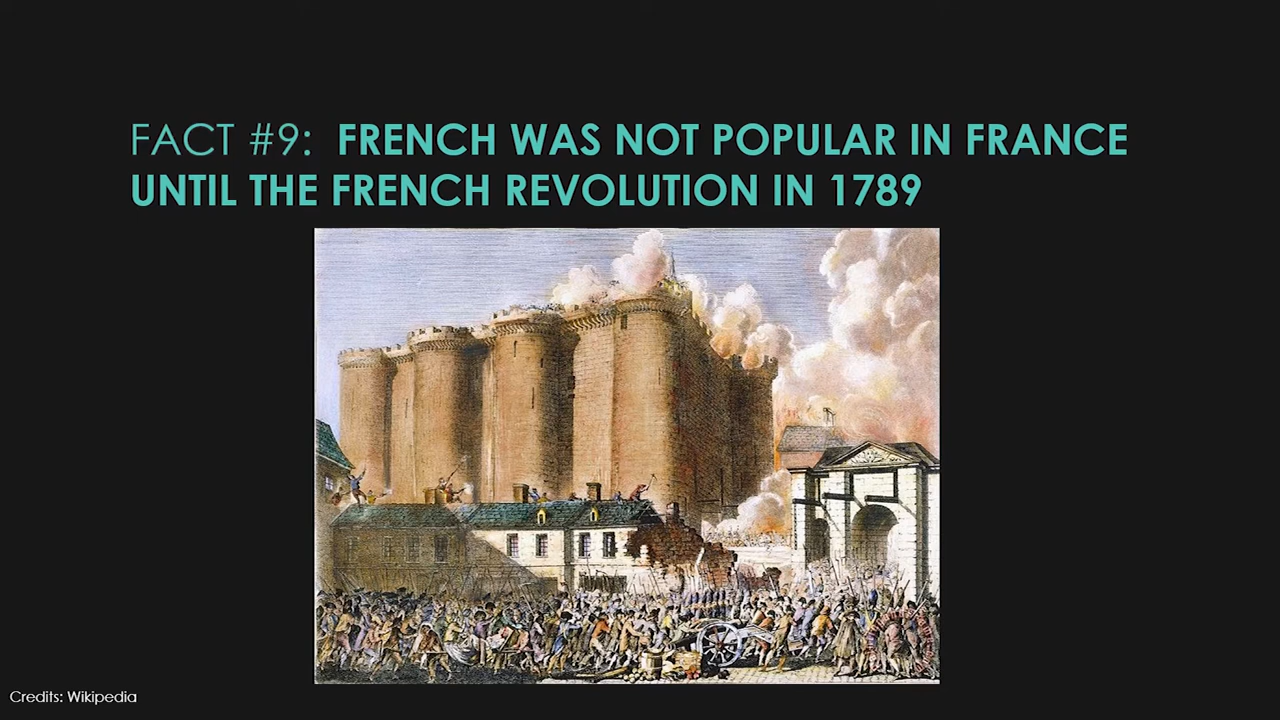 FACT #9: FRENCH WAS NOT POPULAR IN FRANCE
UNTIL THE FRENCH REVOLUTION IN 1789
Credits: Wikipedia